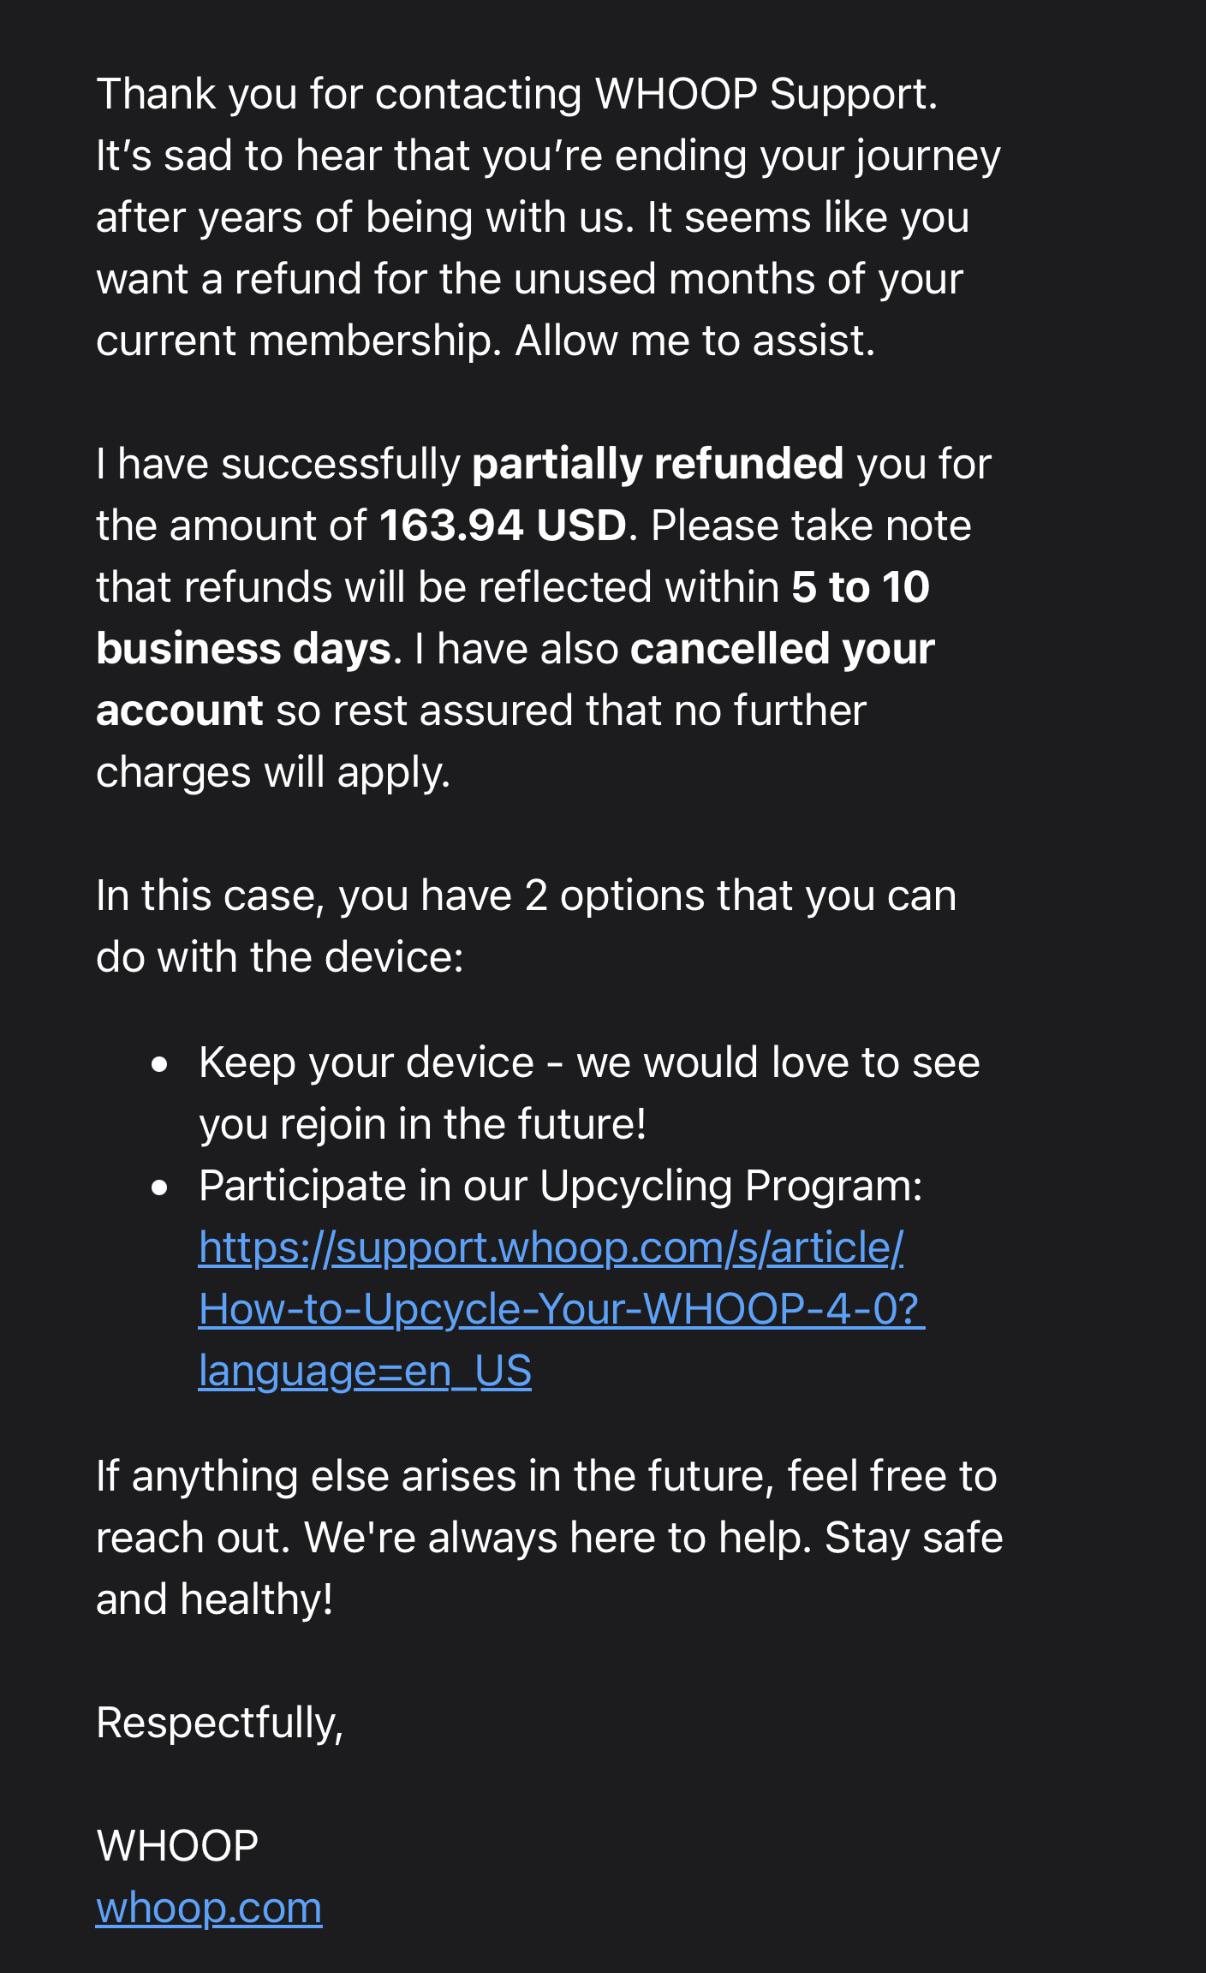 Thank you for contacting WHOOP Support.
It’s sad to hear that you’re ending your journey
after years of being with us. It seems like you
want a refund for the unused months of your
current membership. Allow me to assist.
I have successfully partially refunded you for
the amount of 163.94 USD. Please take note
that refunds will be reflected within 5 to 10
business days. I have also cancelled your
account so rest assured that no further
charges will apply.
In this case, you have 2 options that you can
do with the device:
• Keep your device - we would love to see
you rejoin in the future!
• Participate in our Upcycling Program:
https://support.whoop.com/s/article/
How-to-Upcycle-Your-WHOOP-4-0?
language=en_US
If anything else arises in the future, feel free to
reach out. We're always here to help. Stay safe
and healthy!
Respectfully,
WHOOP
whoop.com